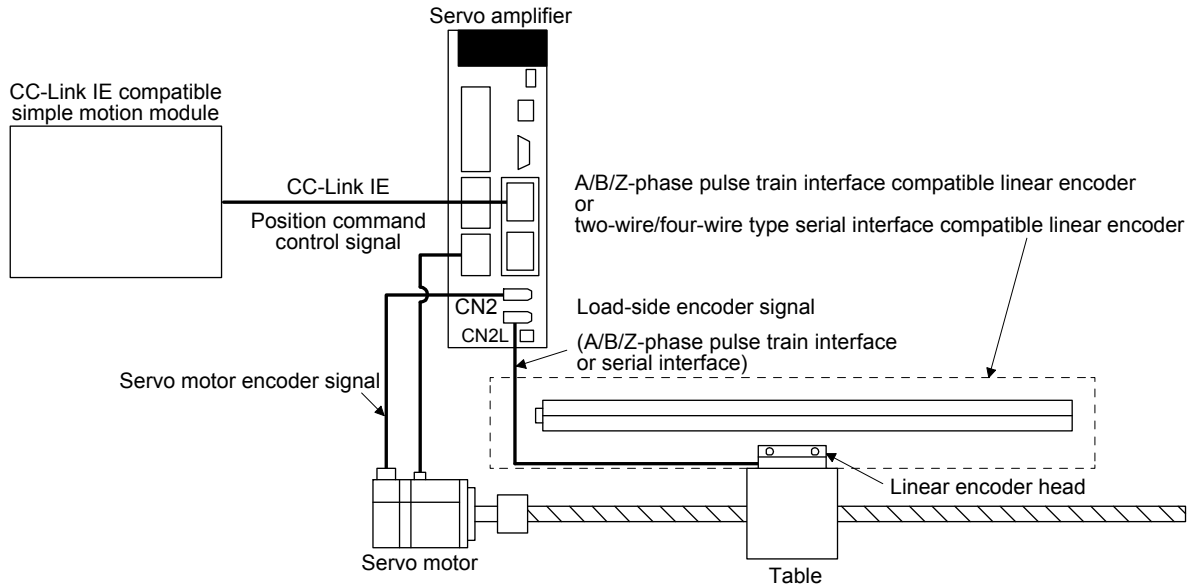 Servo amplifier
CC-Link IE compatible
simple motion module
CC-Link IE
Position command
control signal
A/B/Z-phase pulse train interface compatible linear encoder
or
two-wire/four-wire type serial interface compatible linear encoder
CN2
CN2L
Load-side encoder signal
(A/B/Z-phase pulse train interface
or serial interface)
Servo motor encoder signal
Linear encoder head
Servo motor
Table